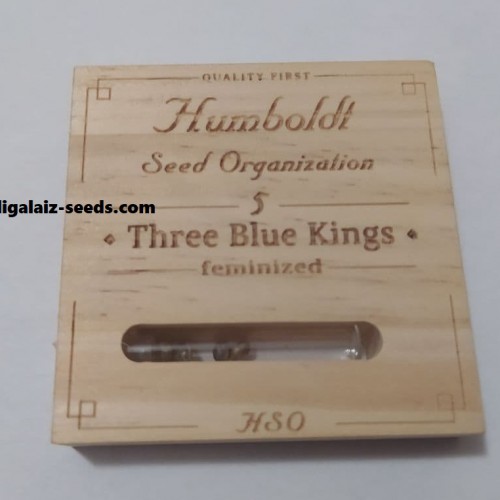 QUALITY FIRST
Humboldt
Seed Organization
ligalaiz-seeds.com
5
Three Blue Kings
feminized
HSO